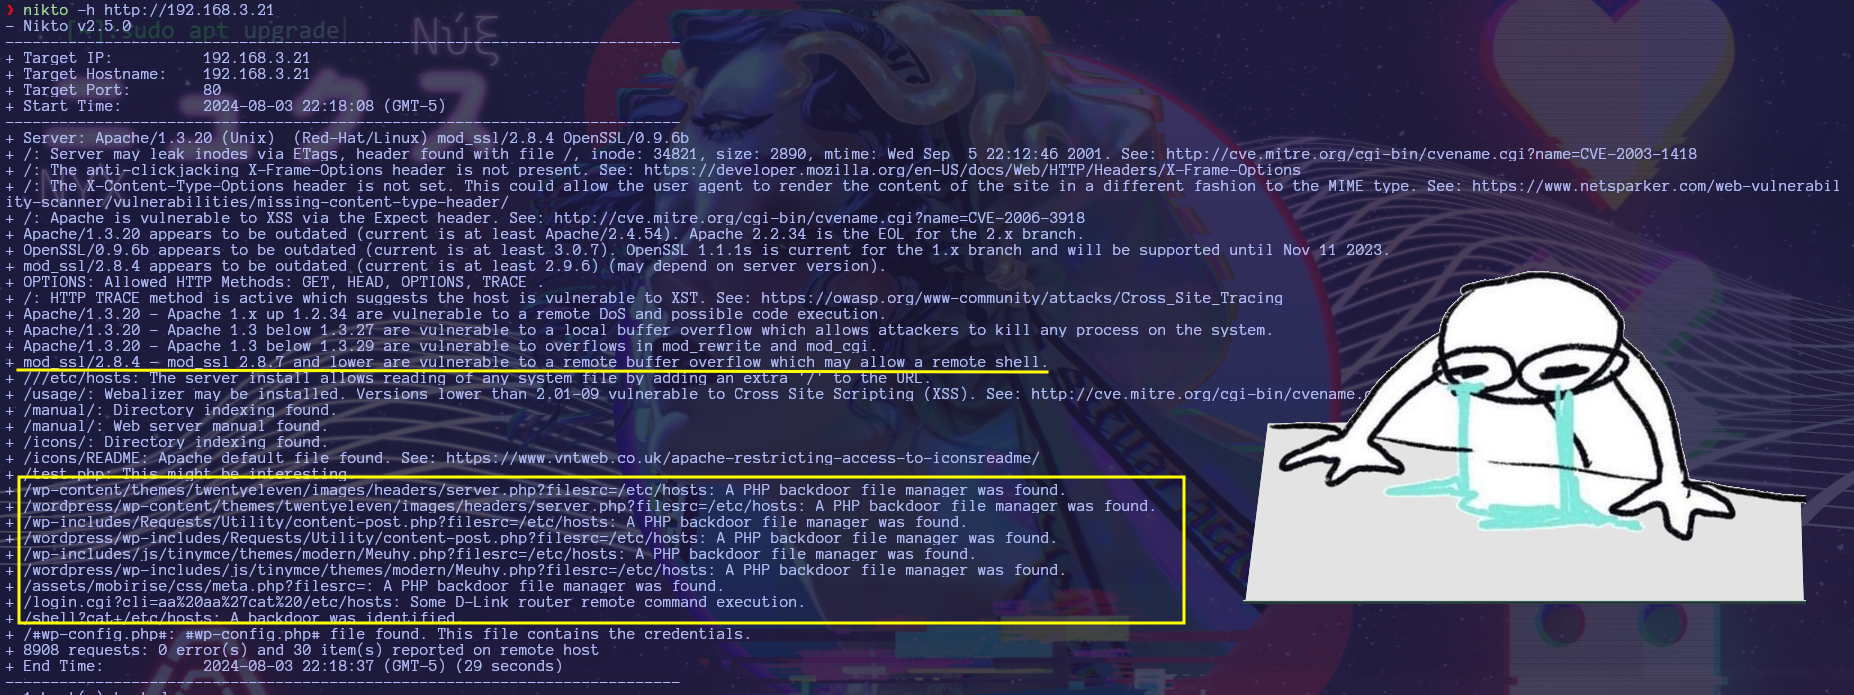 ❯ nikto -h http://192.168.3.21
- Nikto v2.5.0
[*].Sudo apt upgrade
Νύξ
---------------------------------------------------------------------------
+ Target IP:          192.168.3.21
+ Target Hostname:    192.168.3.21
+ Target Port:        80
+ Start Time:         2024-08-03 22:18:08 (GMT-5)
---------------------------------------------------------------------------
+ Server: Apache/1.3.20 (Unix)  (Red-Hat/Linux) mod_ssl/2.8.4 OpenSSL/0.9.6b
+ /: Server may leak inodes via ETags, header found with file /, inode: 34821, size: 2890, mtime: Wed Sep  5 22:12:46 2001. See: http://cve.mitre.org/cgi-bin/cvename.cgi?name=CVE-2003-1418
+ /: The anti-clickjacking X-Frame-Options header is not present. See: https://developer.mozilla.org/en-US/docs/Web/HTTP/Headers/X-Frame-Options
+ /: The X-Content-Type-Options header is not set. This could allow the user agent to render the content of the site in a different fashion to the MIME type. See: https://www.netsparker.com/web-vulnerabil
ity-scanner/vulnerabilities/missing-content-type-header/
+ /: Apache is vulnerable to XSS via the Expect header. See: http://cve.mitre.org/cgi-bin/cvename.cgi?name=CVE-2006-3918
+ Apache/1.3.20 appears to be outdated (current is at least Apache/2.4.54). Apache 2.2.34 is the EOL for the 2.x branch.
+ OpenSSL/0.9.6b appears to be outdated (current is at least 3.0.7). OpenSSL 1.1.1s is current for the 1.x branch and will be supported until Nov 11 2023.
+ mod_ssl/2.8.4 appears to be outdated (current is at least 2.9.6) (may depend on server version).
+ OPTIONS: Allowed HTTP Methods: GET, HEAD, OPTIONS, TRACE .
+ /: HTTP TRACE method is active which suggests the host is vulnerable to XST. See: https://owasp.org/www-community/attacks/Cross_Site_Tracing
+ Apache/1.3.20 - Apache 1.x up 1.2.34 are vulnerable to a remote DoS and possible code execution.
+ Apache/1.3.20 - Apache 1.3 below 1.3.27 are vulnerable to a local buffer overflow which allows attackers to kill any process on the system.
+ Apache/1.3.20 - Apache 1.3 below 1.3.29 are vulnerable to overflows in mod_rewrite and mod_cgi.
+ mod_ssl/2.8.4 - mod_ssl 2.8.7 and lower are vulnerable to a remote buffer overflow which may allow a remote shell.
+ ///etc/hosts: The server install allows reading of any system file by adding an extra '/' to the URL.
+ /usage/: Webalizer may be installed. Versions lower than 2.01-09 vulnerable to Cross Site Scripting (XSS). See: http://cve.mitre.org/cgi-bin/cvename.c
+ /manual/: Directory indexing found.
+ /manual/: Web server manual found.
+ /icons/: Directory indexing found.
+ /icons/README: Apache default file found. See: https://www.vntweb.co.uk/apache-restricting-access-to-iconsreadme/
+ /test.php: This might be interesting.
+ /wp-content/themes/twentyeleven/images/headers/server.php?filesrc=/etc/hosts: A PHP backdoor file manager was found.
+ /wordpress/wp-content/themes/twentyeleven/images/headers/server.php?filesrc=/etc/hosts: A PHP backdoor file manager was found.
+ /wp-includes/Requests/Utility/content-post.php?filesrc=/etc/hosts: A PHP backdoor file manager was found.
+ /wordpress/wp-includes/Requests/Utility/content-post.php?filesrc=/etc/hosts: A PHP backdoor file manager was found.
+ /wp-includes/js/tinymce/themes/modern/Meuhy.php?filesrc=/etc/hosts: A PHP backdoor file manager was found.
+ /wordpress/wp-includes/js/tinymce/themes/modern/Meuhy.php?filesrc=/etc/hosts: A PHP backdoor file manager was found.
+ /assets/mobirise/css/meta.php?filesrc=: A PHP backdoor file manager was found.
+ /login.cgi?cli=aa%20aa%27cat%20/etc/hosts: Some D-Link router remote command execution.
+ /shell?cat+/etc/hosts: A backdoor was identified.
+ /#wp-config.php#: #wp-config.php# file found. This file contains the credentials.
+ 8908 requests: 0 error(s) and 30 item(s) reported on remote host
+ End Time:           2024-08-03 22:18:37 (GMT-5) (29 seconds)
---------------------------------------------------------------------------